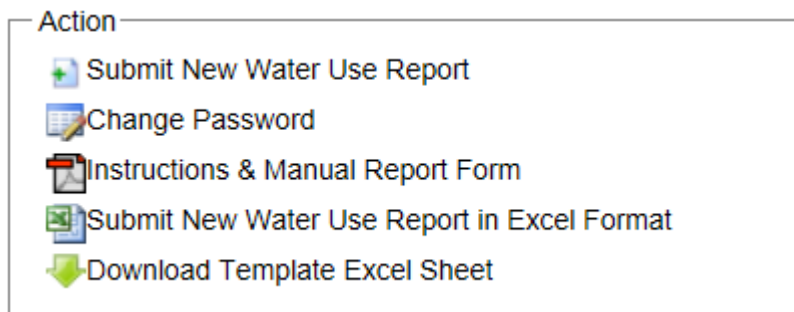 Action
Submit New Water Use Report
Change Password
Instructions & Manual Report Form
Submit New Water Use Report in Excel Format
Download Template Excel Sheet